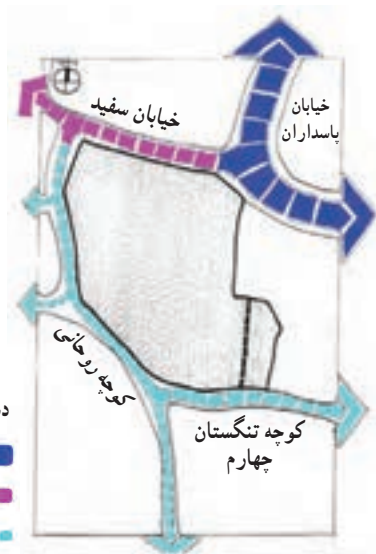 خیابان
پاسداران
خیابان سفید
کوچه روحانی
کوچه تنگستان
چهارم